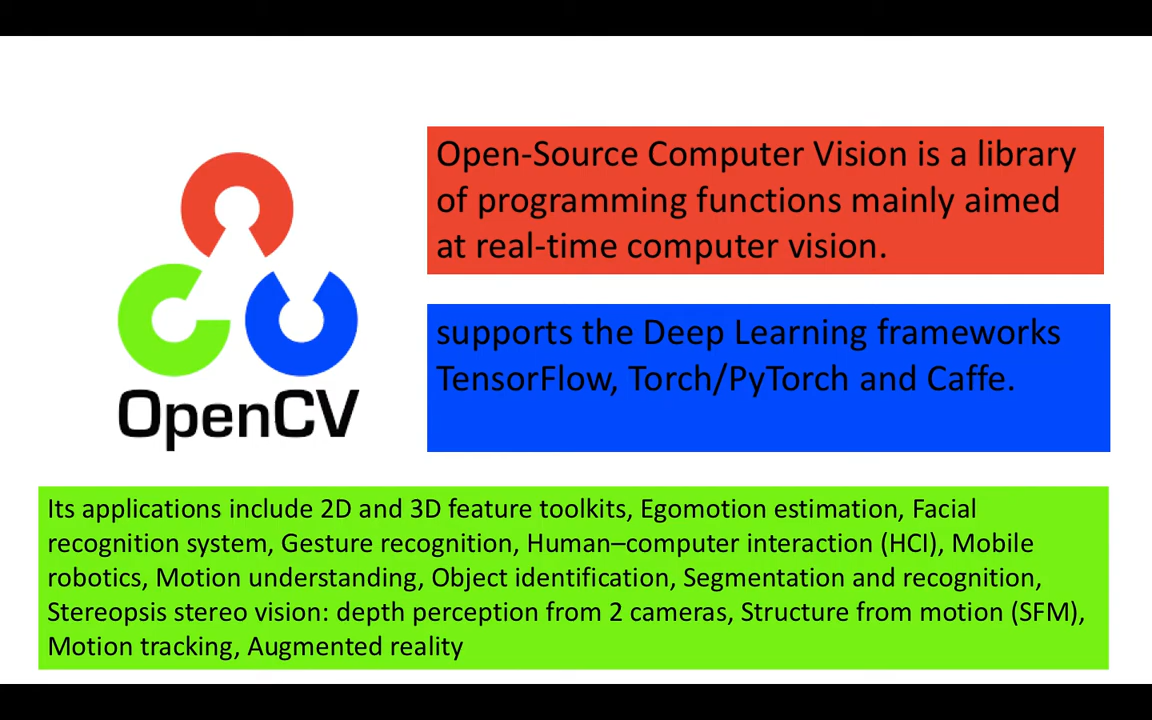 Open-Source Computer Vision is a library
of programming functions mainly aimed
at real-time computer vision.
supports the Deep Learning frameworks
TensorFlow, Torch/PyTorch and Caffe.
OpenCV
Its applications include 2D and 3D feature toolkits, Egomotion estimation, Facial
recognition system, Gesture recognition, Human–computer interaction (HCI), Mobile
robotics, Motion understanding, Object identification, Segmentation and recognition,
Stereopsis stereo vision: depth perception from 2 cameras, Structure from motion (SFM),
Motion tracking, Augmented reality